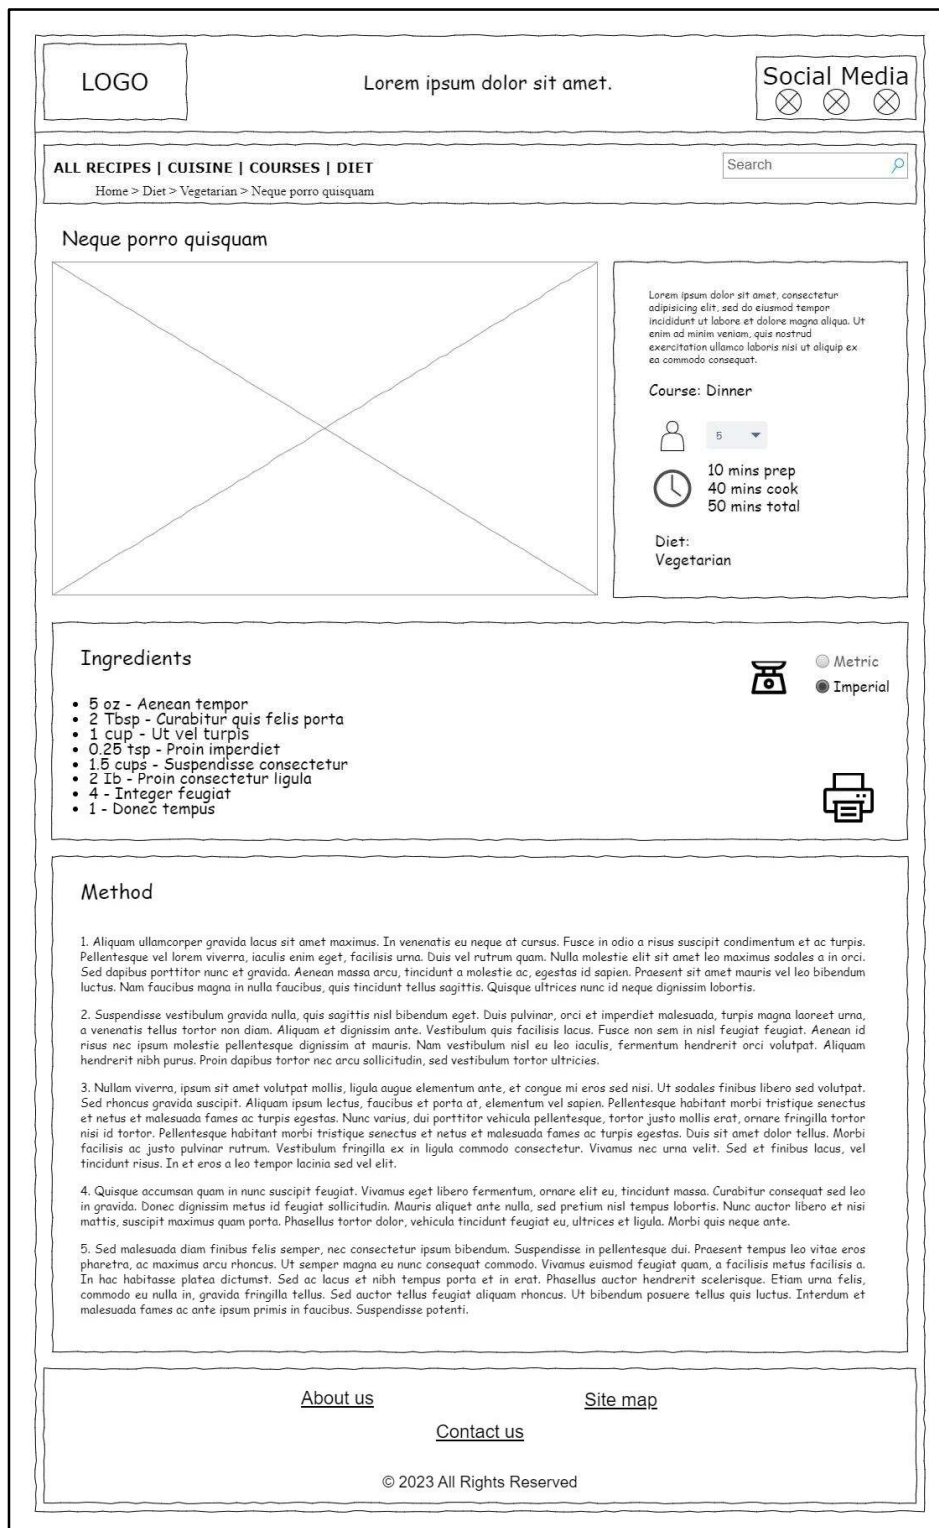 LOGO
Lorem ipsum dolor sit amet.
Social Media
ALL RECIPES | CUISINE | COURSES | DIET
Search
Home > Diet > Vegetarian > Neque porro quisquam
Neque porro quisquam
Lorem ipsum dolor sit amet, consectetur
adipisicing elit, sed do eiusmod tempor
incididunt ut labore et dolore magna aliqua. Ut
enim ad minim veniam, quis nostrud
exercitation ullamco laboris nisi ut aliquip ex
ea commodo consequat.
Course: Dinner
5
10 mins prep
40 mins cook
50 mins total
Diet:
Vegetarian
Ingredients
Metric
Imperial
• 5 oz - Aenean tempor
• 2 Tbsp - Curabitur quis felis porta
• 1 cup - Ut vel turpis
• 0.25 tsp - Proin imperdiet
• 1.5 cups - Suspendisse consectetur
• 2 Ib - Proin consectetur ligula
• 4 - Integer feugiat
• 1 - Donec tempus
Method
1. Aliquam ullamcorper gravida lacus sit amet maximus. In venenatis eu neque at cursus. Fusce in odio a risus suscipit condimentum et ac turpis.
Pellentesque vel lorem viverra, iaculis enim eget, facilisis urna. Duis vel rutrum quam. Nulla molestie elit sit amet leo maximus sodales a in orci.
Sed dapibus porttitor nunc et gravida. Aenean massa arcu, tincidunt a molestie ac, egestas id sapien. Praesent sit amet mauris vel leo bibendum
luctus. Nam faucibus magna in nulla faucibus, quis tincidunt tellus sagittis. Quisque ultrices nunc id neque dignissim lobortis.
2. Suspendisse vestibulum gravida nulla, quis sagittis nisl bibendum eget. Duis pulvinar, orci et imperdiet malesuada, turpis magna laoreet urna,
a venenatis tellus tortor non diam. Aliquam et dignissim ante. Vestibulum quis facilisis lacus. Fusce non sem in nisl feugiat feugiat. Aenean id
risus nec ipsum molestie pellentesque dignissim at mauris. Nam vestibulum nisl eu leo iaculis, fermentum hendrerit orci volutpat. Aliquam
hendrerit nibh purus. Proin dapibus tortor nec arcu sollicitudin, sed vestibulum tortor ultricies.
3. Nullam viverra, ipsum sit amet volutpat mollis, ligula augue elementum ante, et congue mi eros sed nisi. Ut sodales finibus libero sed volutpat.
Sed rhoncus gravida suscipit. Aliquam ipsum lectus, faucibus et porta at, elementum vel sapien. Pellentesque habitant morbi tristique senectus
et netus et malesuada fames ac turpis egestas. Nunc varius, dui porttitor vehicula pellentesque, tortor justo mollis erat, ornare fringilla tortor
nisi id tortor. Pellentesque habitant morbi tristique senectus et netus et malesuada fames ac turpis egestas. Duis sit amet dolor tellus. Morbi
facilisis ac justo pulvinar rutrum. Vestibulum fringilla ex in ligula commodo consectetur. Vivamus nec urna velit. Sed et finibus lacus, vel
tincidunt risus. In et eros a leo tempor lacinia sed vel elit.
4. Quisque accumsan quam in nunc suscipit feugiat. Vivamus eget libero fermentum, ornare elit eu, tincidunt massa. Curabitur consequat sed leo
in gravida. Donec dignissim metus id feugiat sollicitudin. Mauris aliquet ante nulla, sed pretium nisl tempus lobortis. Nunc auctor libero et nisi
mattis, suscipit maximus quam porta. Phasellus tortor dolor, vehicula tincidunt feugiat eu, ultrices et ligula. Morbi quis neque ante.
5. Sed malesuada diam finibus felis semper, nec consectetur ipsum bibendum. Suspendisse in pellentesque dui. Praesent tempus leo vitae eros
pharetra, ac maximus arcu rhoncus. Ut semper magna eu nunc consequat commodo. Vivamus euismod feugiat quam, a facilisis metus facilisis a.
In hac habitasse platea dictumst. Sed ac lacus et nibh tempus porta et in erat. Phasellus auctor hendrerit scelerisque. Etiam urna felis,
commodo eu nulla in, gravida fringilla tellus. Sed auctor tellus feugiat aliquam rhoncus. Ut bibendum posuere tellus quis luctus. Interdum et
malesuada fames ac ante ipsum primis in faucibus. Suspendisse potenti.
About us
Site map
Contact us
© 2023 All Rights Reserved